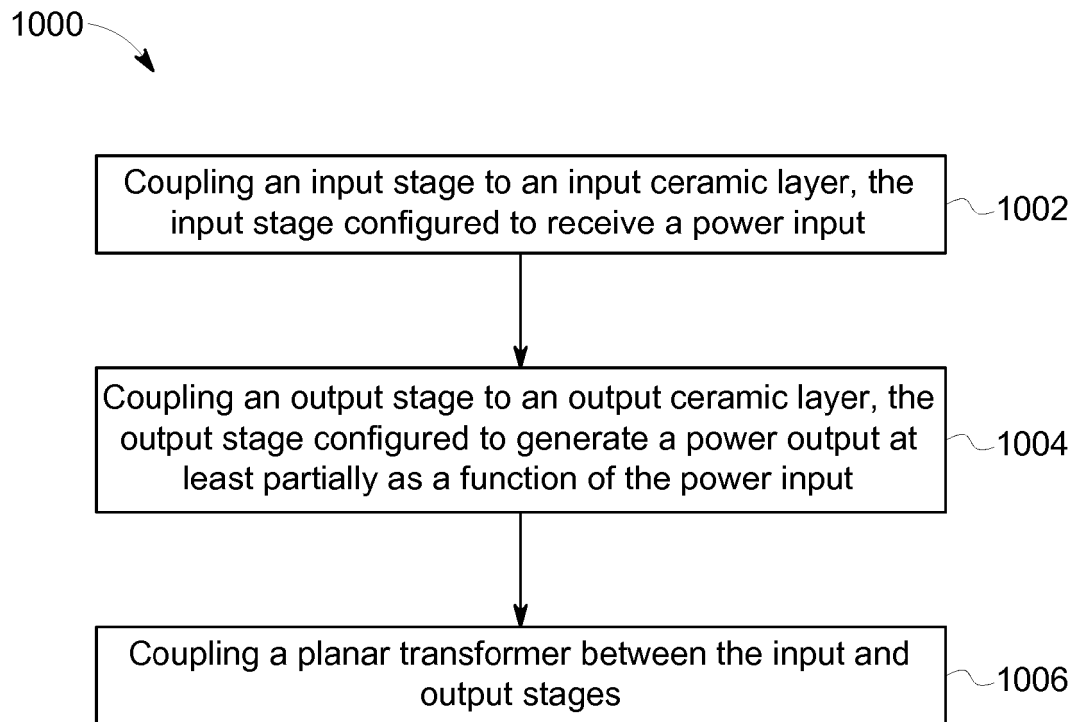 1000
Coupling an input stage to an input ceramic layer, the
input stage configured to receive a power input
1002
Coupling an output stage to an output ceramic layer, the
output stage configured to generate a power output at
least partially as a function of the power input
1004
Coupling a planar transformer between the input and
output stages
1006